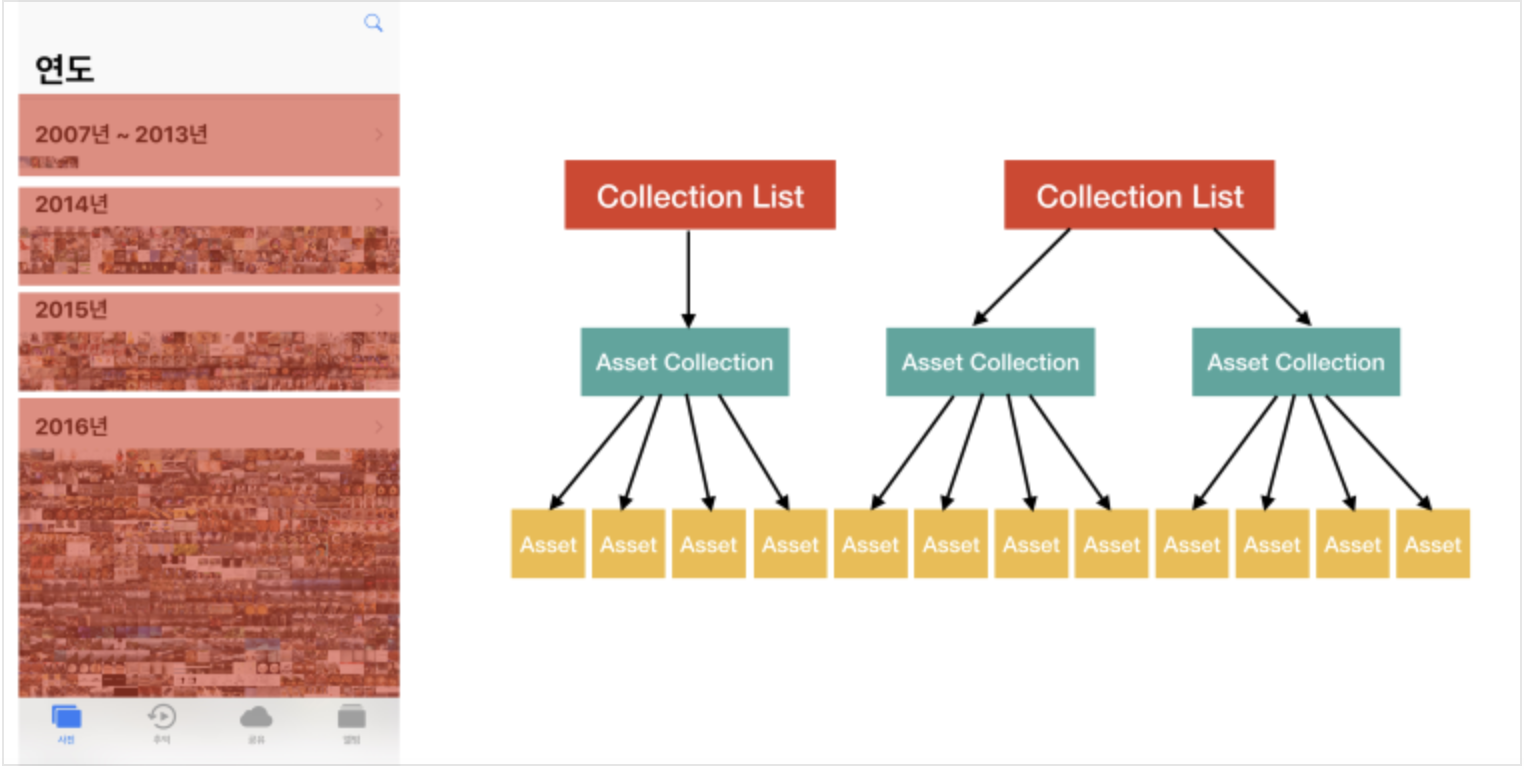 연도
2007년 ~ 2013년
2014년
2015년
2016년
사진
추억
공유
앨범
Collection List
Collection List
Asset Collection
Asset Collection
Asset Collection
Asset Asset Asset Asset Asset Asset Asset Asset Asset Asset Asset Asset